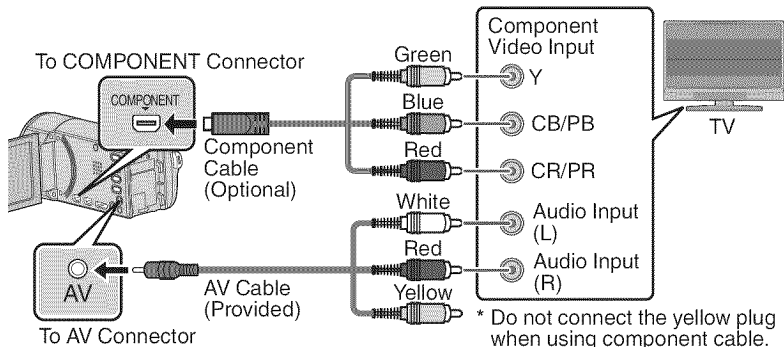 To COMPONENT Connector
COMPONENT
Component
Cable
(Optional)
Green
Blue
Red
White
Red
Yellow
Component
Video Input
Y
CB/PB
CR/PR
Audio Input
(L)
Audio Input
(R)
TV
AV
To AV Connector
AV Cable
(Provided)
* Do not connect the yellow plug
when using component cable.